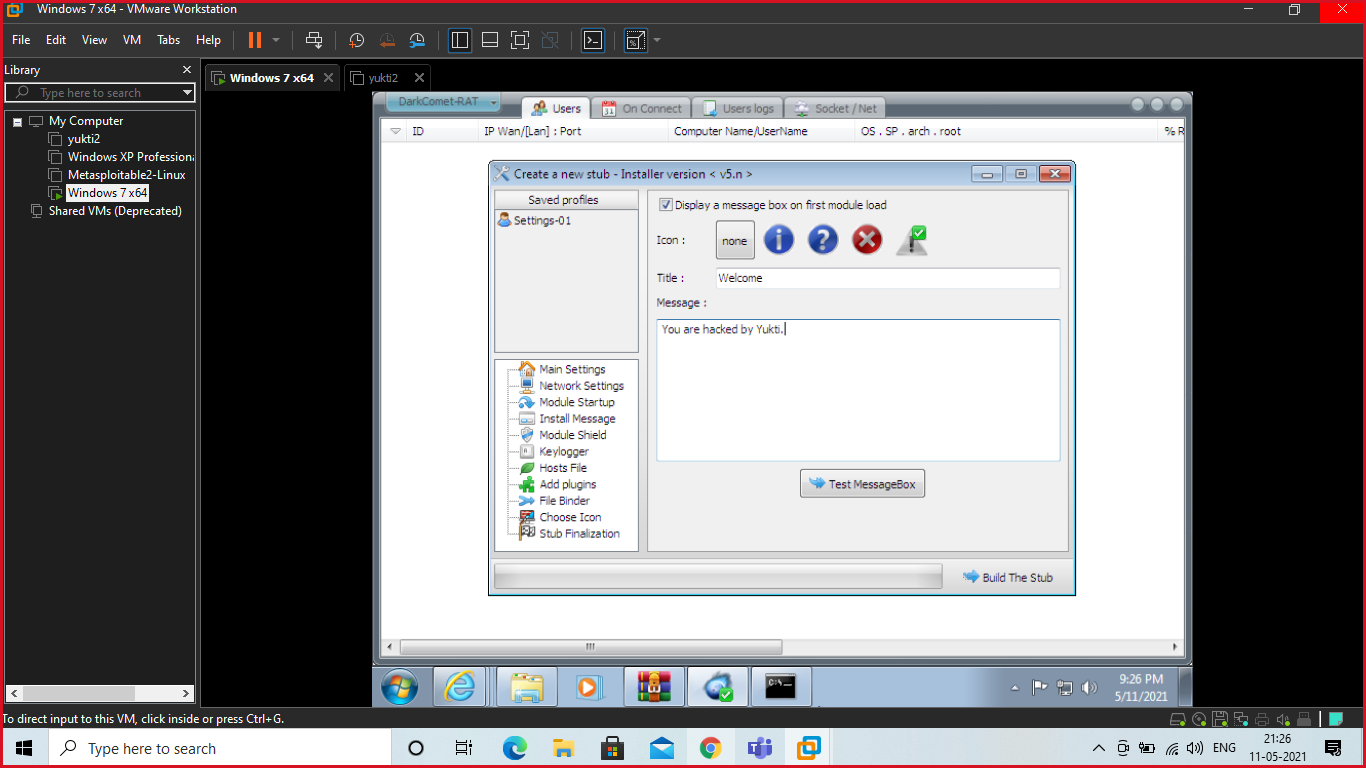 Windows 7 x64 - VMware Workstation
File Edit View VM Tabs Help
Library
Type here to search
My Computer
yukti2
Windows XP Professiona
Metasploitable2-Linux
Windows 7 x64
Shared VMs (Deprecated)
Windows 7 x64 yukti2
DarkComet-RAT Users On Connect Users logs Socket / Net
ID IP Wan/[Lan] : Port Computer Name/UserName OS . SP . arch . root % R
Create a new stub - Installer version < v5.n >
Saved profiles
Settings-01
Main Settings
Network Settings
Module Startup
Install Message
Module Shield
Keylogger
Hosts File
Add plugins
File Binder
Choose Icon
Stub Finalization
Display a message box on first module load
Icon : none
Title : Welcome
Message :
You are hacked by Yukti.
Test MessageBox
Build The Stub
9:26 PM
5/11/2021
To direct input to this VM, click inside or press Ctrl+G.
Type here to search
ENG
21:26
11-05-2021